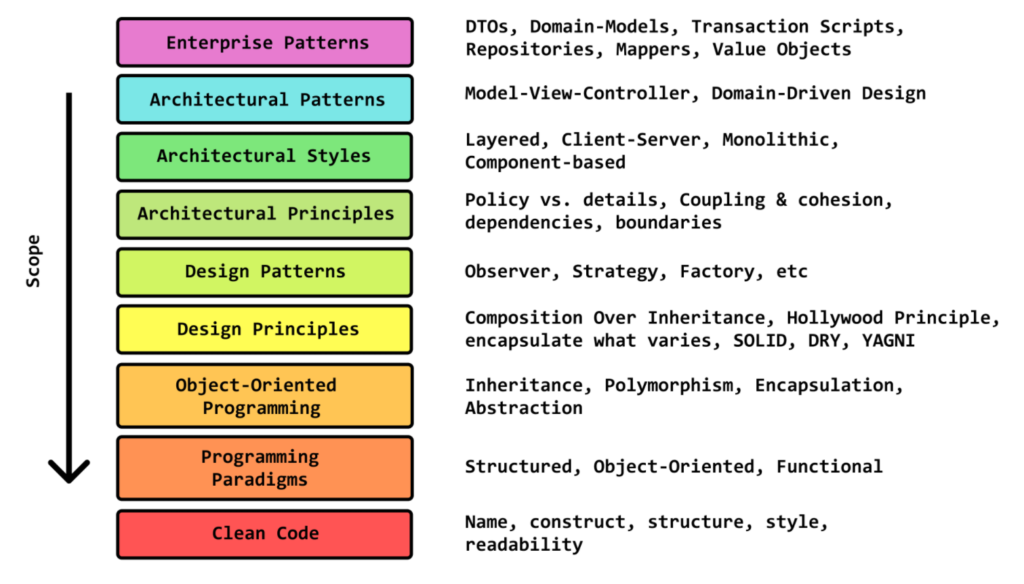 Enterprise Patterns
DTOs, Domain-Models, Transaction Scripts,
Repositories, Mappers, Value Objects
Architectural Patterns
Model-View-Controller, Domain-Driven Design
Architectural Styles
Layered, Client-Server, Monolithic,
Component-based
Architectural Principles
Policy vs. details, Coupling & cohesion,
dependencies, boundaries
Scope
Design Patterns
Observer, Strategy, Factory, etc
Design Principles
Composition Over Inheritance, Hollywood Principle,
encapsulate what varies, SOLID, DRY, YAGNI
Object-Oriented
Programming
Inheritance, Polymorphism, Encapsulation,
Abstraction
Programming
Paradigms
Structured, Object-Oriented, Functional
Clean Code
Name, construct, structure, style,
readability